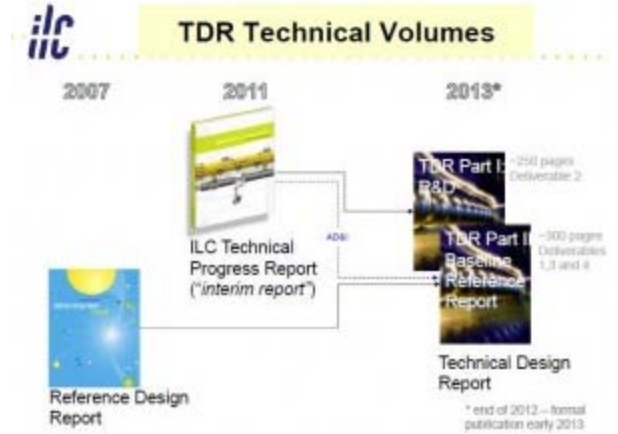 ilc
TDR Technical Volumes
2007
2011
2013*
TDR Part I:
R&D
~250 pages
Deliverable 2
AD&I
TDR Part II
Baseline
Reference
Report
~300 pages
Deliverables
1,3 and 4
ILC Technical
Progress Report
("interim report")
Reference Design
Report
Technical Design
Report
* end of 2012 – formal
publication early 2013